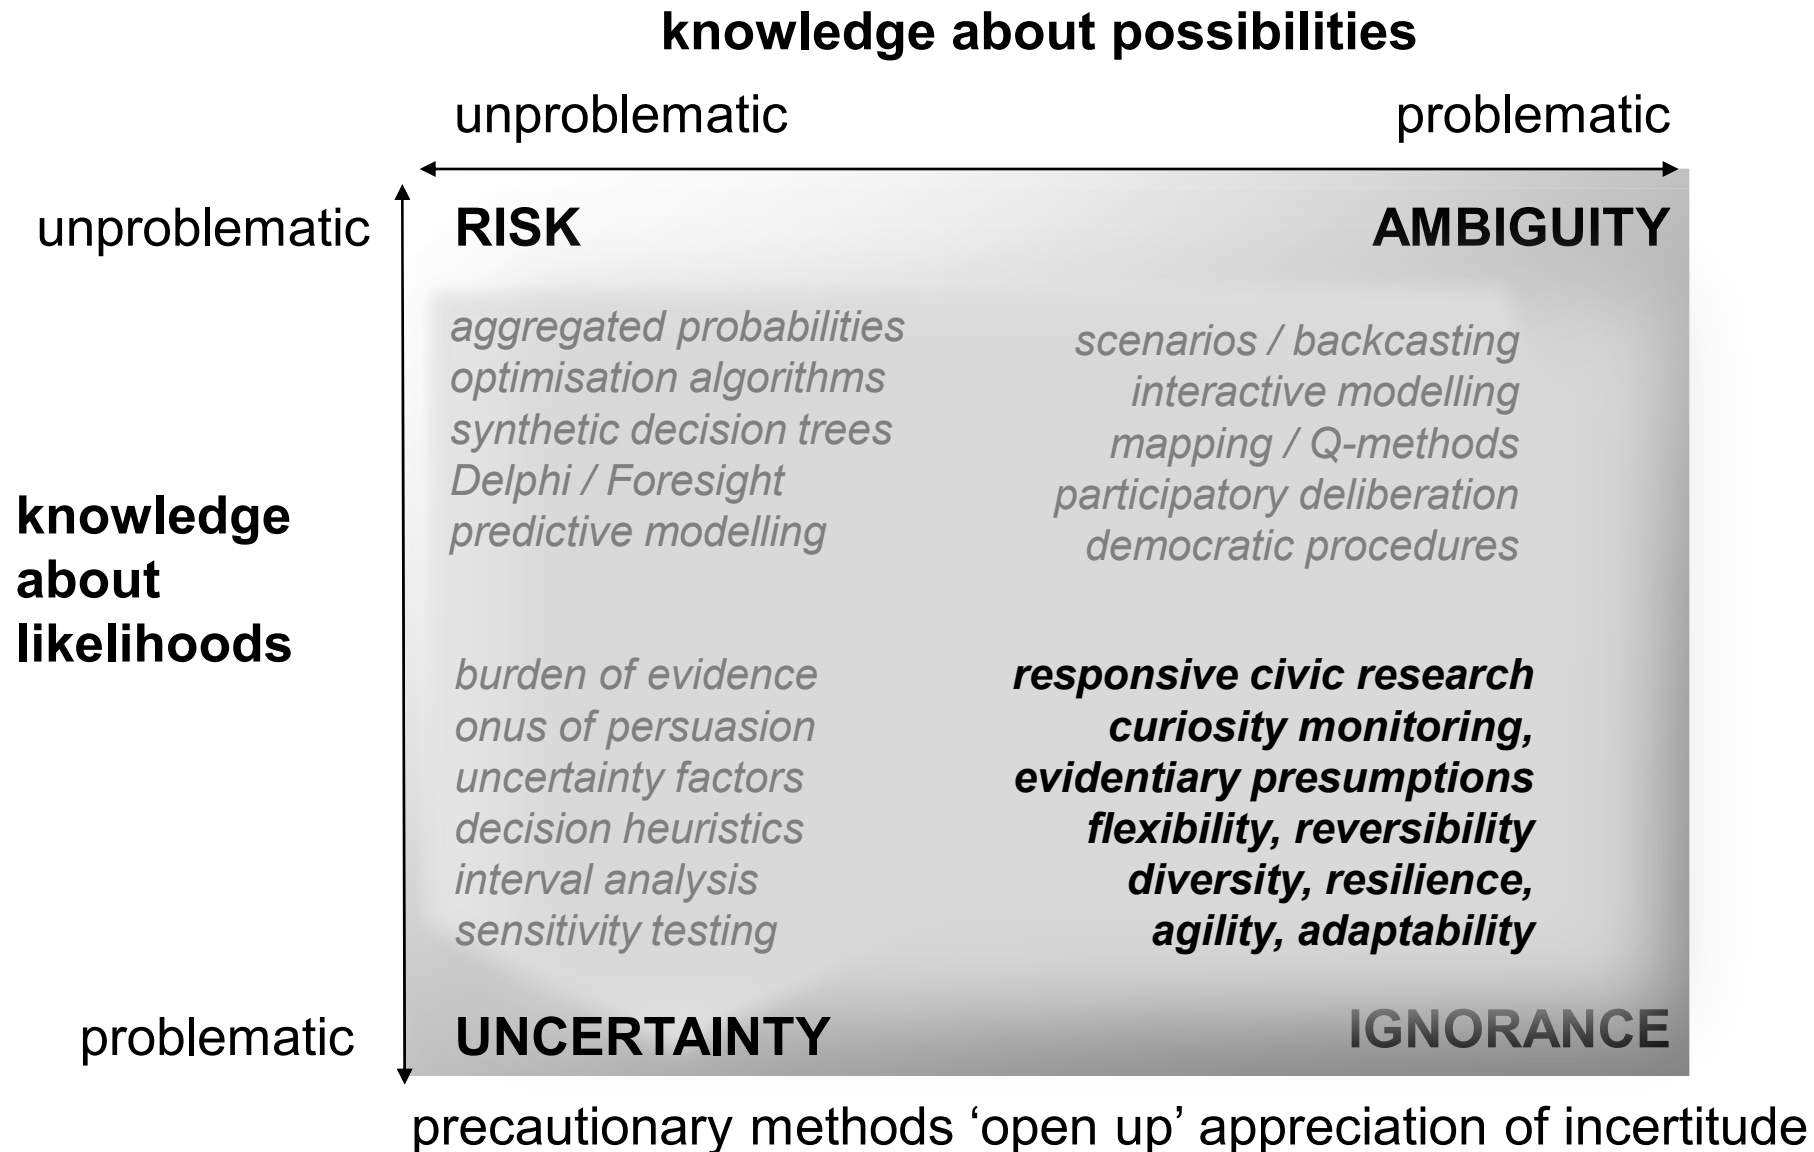 knowledge about possibilities
unproblematic problematic
unproblematic RISK AMBIGUITY
aggregated probabilities
optimisation algorithms
synthetic decision trees
Delphi / Foresight
predictive modelling
scenarios / backcasting
interactive modelling
mapping / Q-methods
participatory deliberation
democratic procedures
knowledge
about
likelihoods
burden of evidence
onus of persuasion
uncertainty factors
decision heuristics
interval analysis
sensitivity testing
responsive civic research
curiosity monitoring,
evidentiary presumptions
flexibility, reversibility
diversity, resilience,
agility, adaptability
problematic UNCERTAINTY IGNORANCE
precautionary methods ‘open up’ appreciation of incertitude